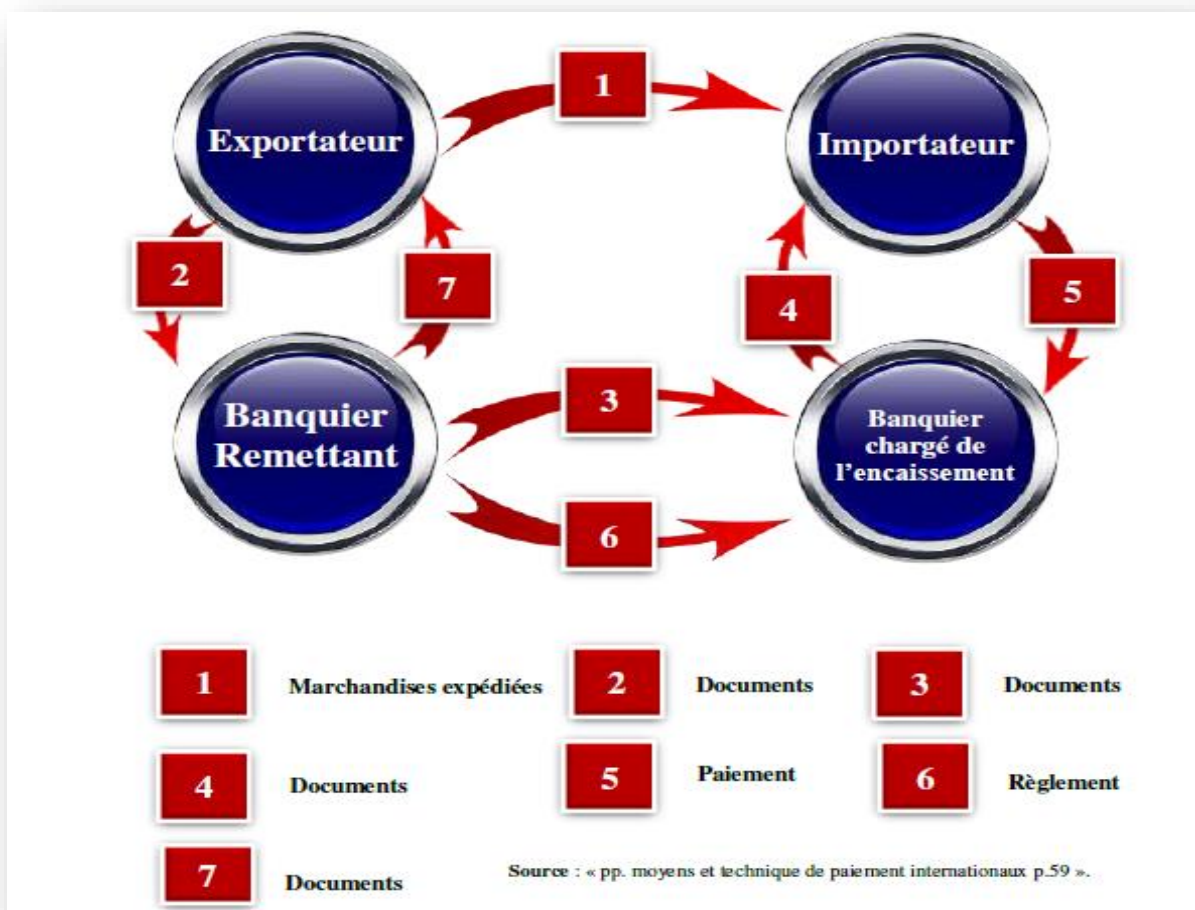 1
Exportateur
Importateur
2
7
4
5
Banquier
Remettant
3
Banquier
chargé de
l'encaissement
6
1 Marchandises expédiées 2 Documents 3 Documents
4 Documents 5 Paiement 6 Règlement
7 Documents Source : « pp. moyens et technique de paiement internationaux p.59 ».